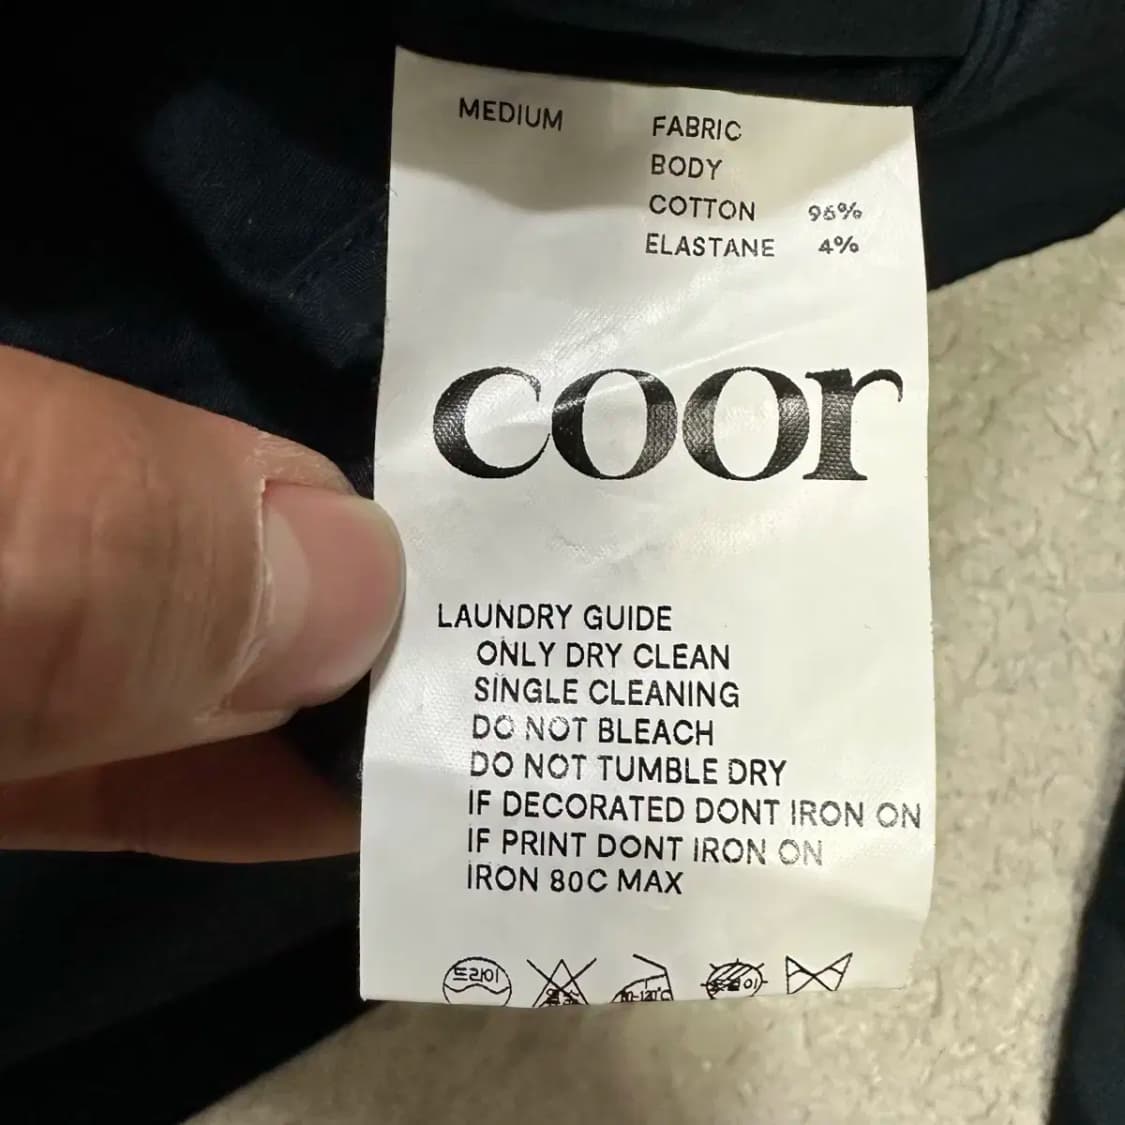 MEDIUM
FABRIC
BODY
COTTON 96%
ELASTANE 4%
coor
LAUNDRY GUIDE
ONLY DRY CLEAN
SINGLE CLEANING
DO NOT BLEACH
DO NOT TUMBLE DRY
IF DECORATED DONT IRON ON
IF PRINT DONT IRON ON
IRON 80C MAX
드라이